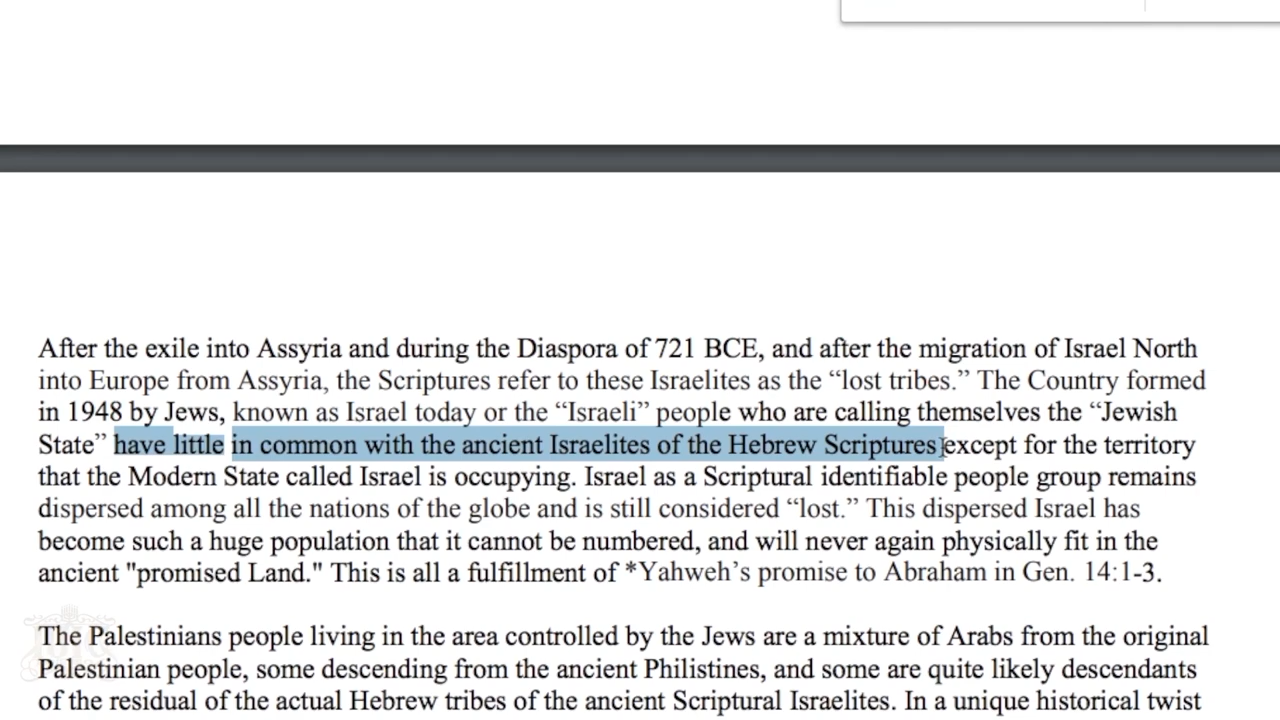 After the exile into Assyria and during the Diaspora of 721 BCE, and after the migration of Israel North
into Europe from Assyria, the Scriptures refer to these Israelites as the “lost tribes.” The Country formed
in 1948 by Jews, known as Israel today or the “Israeli” people who are calling themselves the “Jewish
State” have little in common with the ancient Israelites of the Hebrew Scriptures except for the territory
that the Modern State called Israel is occupying. Israel as a Scriptural identifiable people group remains
dispersed among all the nations of the globe and is still considered “lost.” This dispersed Israel has
become such a huge population that it cannot be numbered, and will never again physically fit in the
ancient "promised Land." This is all a fulfillment of *Yahweh’s promise to Abraham in Gen. 14:1-3.
The Palestinians people living in the area controlled by the Jews are a mixture of Arabs from the original
Palestinian people, some descending from the ancient Philistines, and some are quite likely descendants
of the residual of the actual Hebrew tribes of the ancient Scriptural Israelites. In a unique historical twist